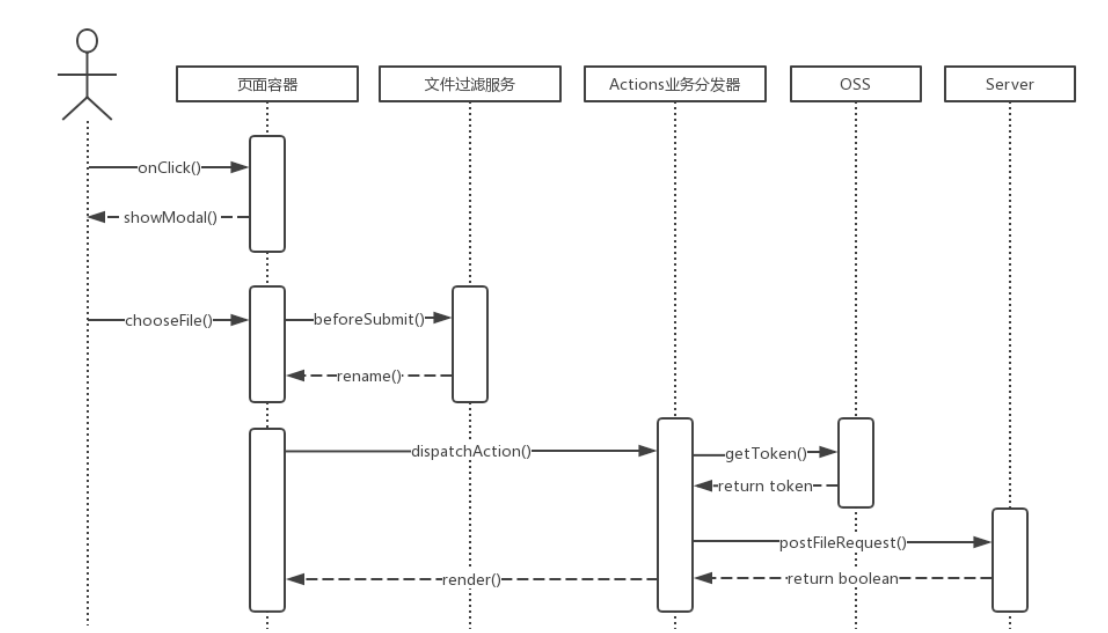 页面容器
文件过滤服务
Actions业务分发器
OSS
Server
onClick()
showModal()
chooseFile()
beforeSubmit()
rename()
dispatchAction()
getToken()
return token
postFileRequest()
render()
return boolean